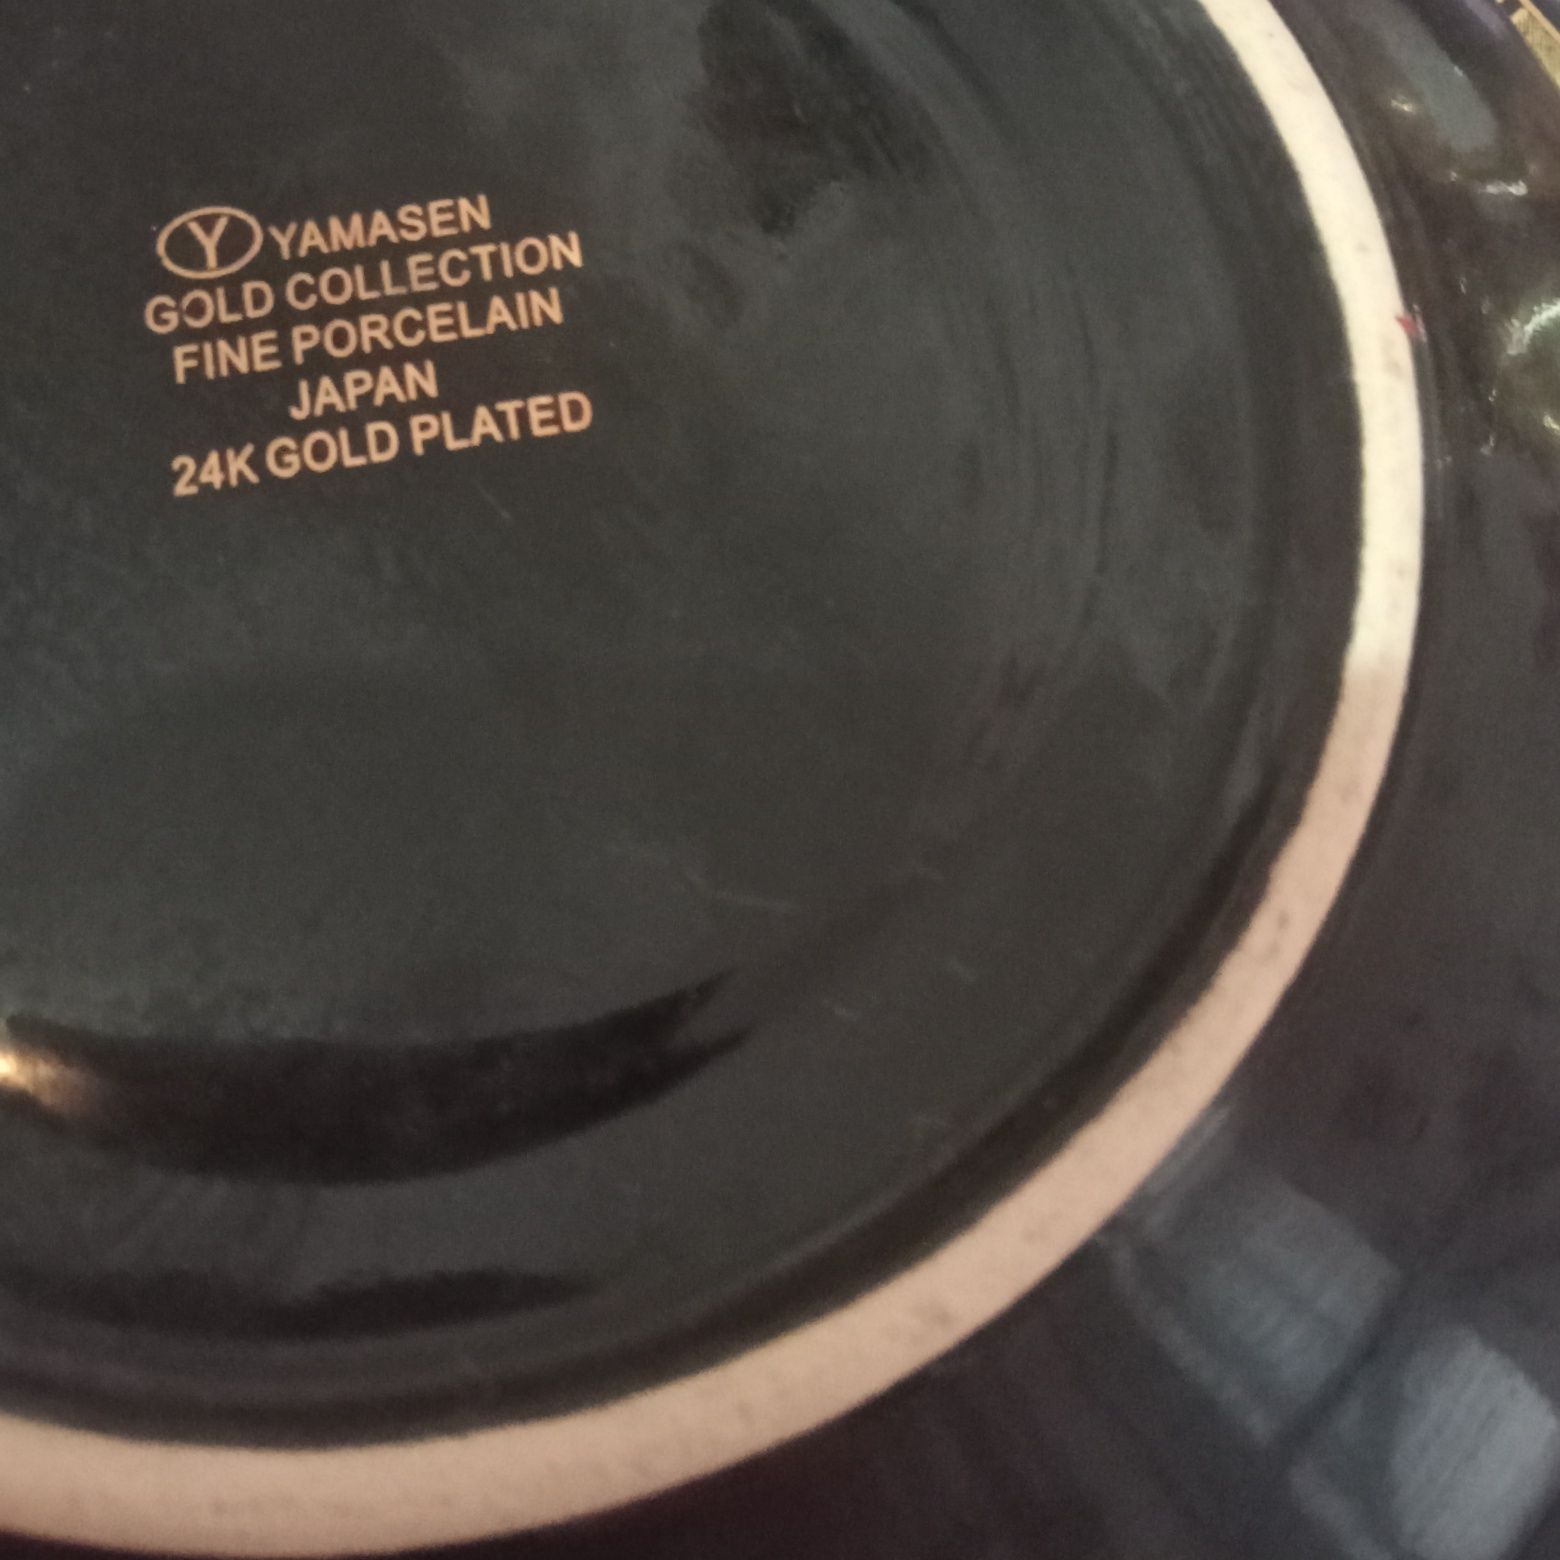 Y YAMASEN
GOLD COLLECTION
FINE PORCELAIN
JAPAN
24K GOLD PLATED